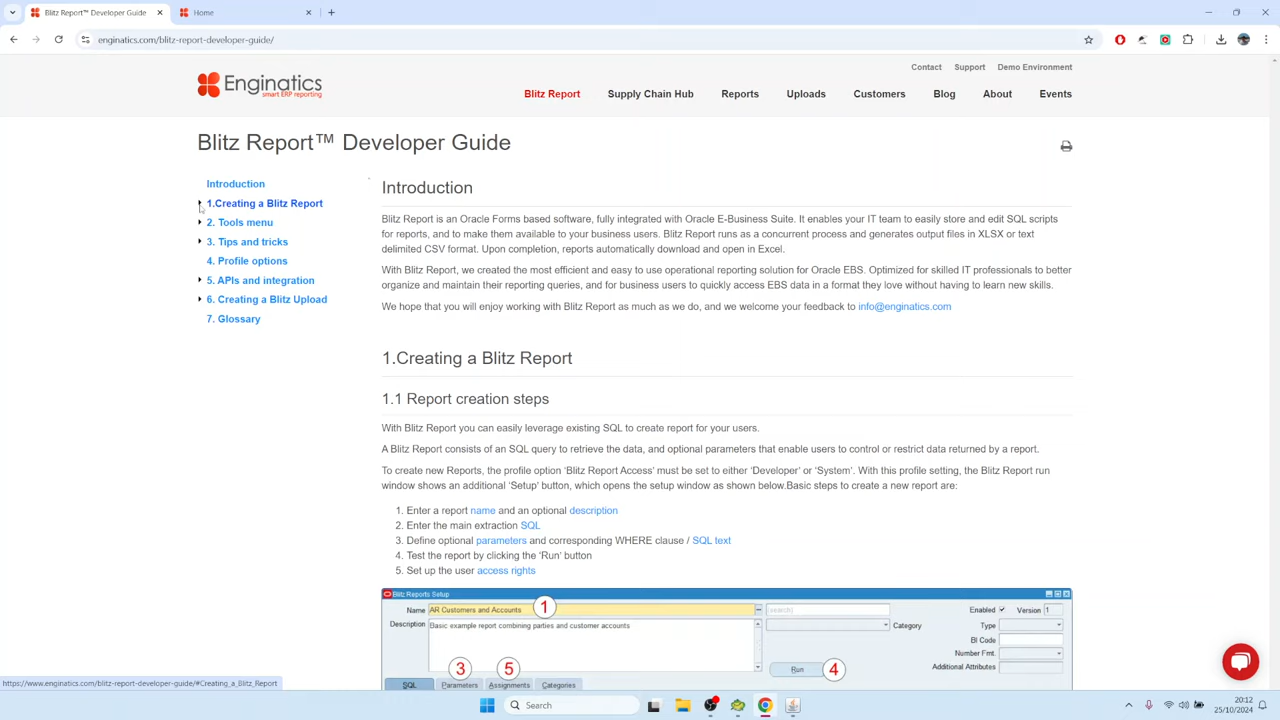 Blitz Report™ Developer Guide
Home
enginatics.com/blitz-report-developer-guide/
Enginatics
smart ERP reporting
Contact Support Demo Environment
Blitz Report Supply Chain Hub Reports Uploads Customers Blog About Events
Blitz Report™ Developer Guide
Introduction
1.Creating a Blitz Report
2. Tools menu
3. Tips and tricks
4. Profile options
5. APIs and integration
6. Creating a Blitz Upload
7. Glossary
Introduction
Blitz Report is an Oracle Forms based software, fully integrated with Oracle E-Business Suite. It enables your IT team to easily store and edit SQL scripts
for reports, and to make them available to your business users. Blitz Report runs as a concurrent process and generates output files in XLSX or text
delimited CSV format. Upon completion, reports automatically download and open in Excel.
With Blitz Report, we created the most efficient and easy to use operational reporting solution for Oracle EBS. Optimized for skilled IT professionals to better
organize and maintain their reporting queries, and for business users to quickly access EBS data in a format they love without having to learn new skills.
We hope that you will enjoy working with Blitz Report as much as we do, and we welcome your feedback to info@enginatics.com
1.Creating a Blitz Report
1.1 Report creation steps
With Blitz Report you can easily leverage existing SQL to create report for your users.
A Blitz Report consists of an SQL query to retrieve the data, and optional parameters that enable users to control or restrict data returned by a report.
To create new Reports, the profile option 'Blitz Report Access' must be set to either 'Developer' or 'System'. With this profile setting, the Blitz Report run
window shows an additional 'Setup' button, which opens the setup window as shown below.Basic steps to create a new report are:
1. Enter a report name and an optional description
2. Enter the main extraction SQL
3. Define optional parameters and corresponding WHERE clause / SQL text
4. Test the report by clicking the 'Run' button
5. Set up the user access rights
Blitz Reports Setup
Name AR Customers and Accounts 1 (search) Enabled Version 1
Description Basic example report combining parties and customer accounts Category Type
BI Code
Number Fmt.
Additional Attributes
3 5 Run 4
SQL Parameters Assignments Categories
https://www.enginatics.com/blitz-report-developer-guide/#Creating_a_Blitz_Report
Search
20:12
25/10/2024